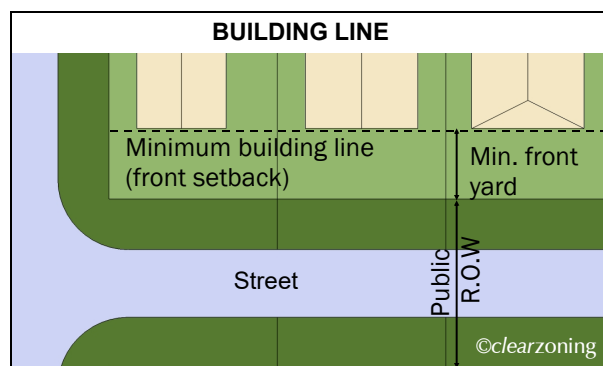 BUILDING LINE
Minimum building line
(front setback)
Min. front
yard
Public
R.O.W
Street
©clearzoning